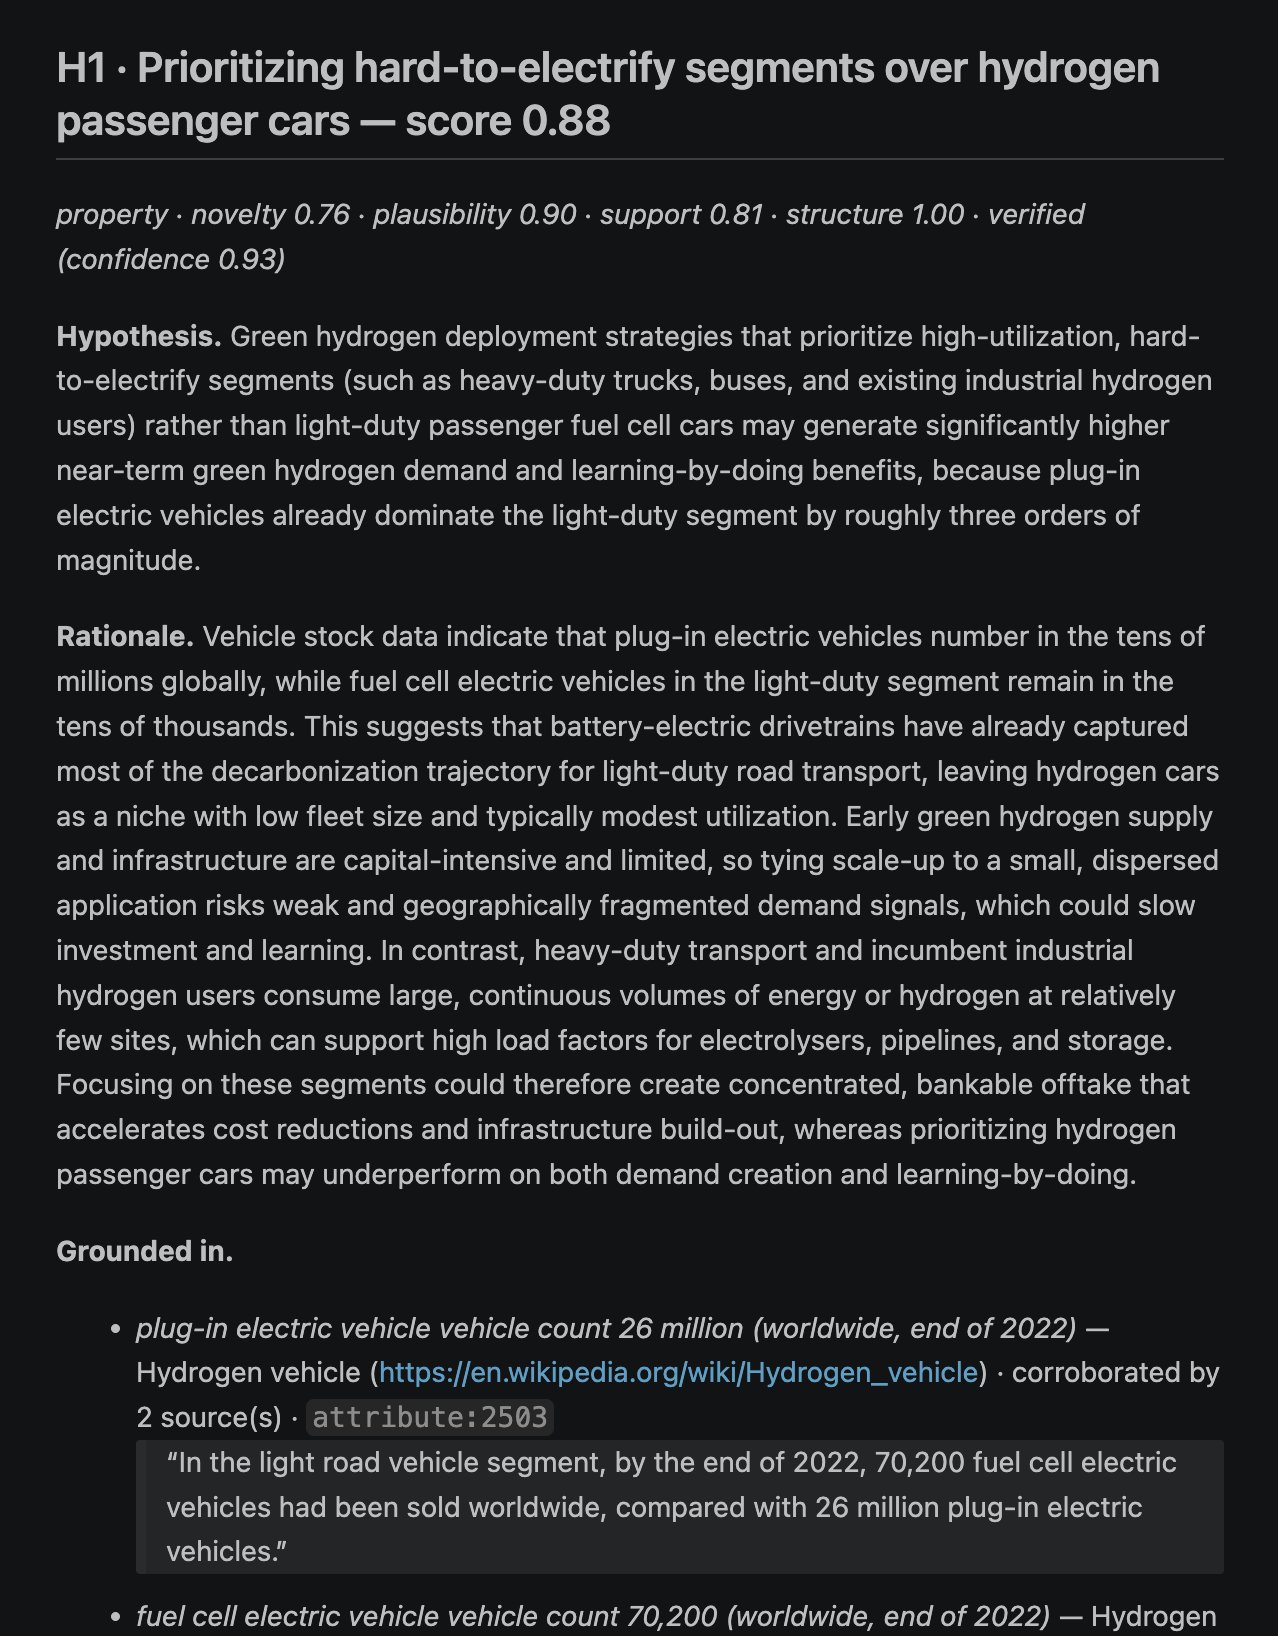 H1 · Prioritizing hard-to-electrify segments over hydrogen
passenger cars — score 0.88
property · novelty 0.76 · plausibility 0.90 · support 0.81 · structure 1.00 · verified
(confidence 0.93)
Hypothesis. Green hydrogen deployment strategies that prioritize high-utilization, hard-
to-electrify segments (such as heavy-duty trucks, buses, and existing industrial hydrogen
users) rather than light-duty passenger fuel cell cars may generate significantly higher
near-term green hydrogen demand and learning-by-doing benefits, because plug-in
electric vehicles already dominate the light-duty segment by roughly three orders of
magnitude.
Rationale. Vehicle stock data indicate that plug-in electric vehicles number in the tens of
millions globally, while fuel cell electric vehicles in the light-duty segment remain in the
tens of thousands. This suggests that battery-electric drivetrains have already captured
most of the decarbonization trajectory for light-duty road transport, leaving hydrogen cars
as a niche with low fleet size and typically modest utilization. Early green hydrogen supply
and infrastructure are capital-intensive and limited, so tying scale-up to a small, dispersed
application risks weak and geographically fragmented demand signals, which could slow
investment and learning. In contrast, heavy-duty transport and incumbent industrial
hydrogen users consume large, continuous volumes of energy or hydrogen at relatively
few sites, which can support high load factors for electrolysers, pipelines, and storage.
Focusing on these segments could therefore create concentrated, bankable offtake that
accelerates cost reductions and infrastructure build-out, whereas prioritizing hydrogen
passenger cars may underperform on both demand creation and learning-by-doing.
Grounded in.
• plug-in electric vehicle vehicle count 26 million (worldwide, end of 2022) —
Hydrogen vehicle (https://en.wikipedia.org/wiki/Hydrogen_vehicle) · corroborated by
2 source(s) · attribute:2503
“In the light road vehicle segment, by the end of 2022, 70,200 fuel cell electric
vehicles had been sold worldwide, compared with 26 million plug-in electric
vehicles.”
• fuel cell electric vehicle vehicle count 70,200 (worldwide, end of 2022) — Hydrogen